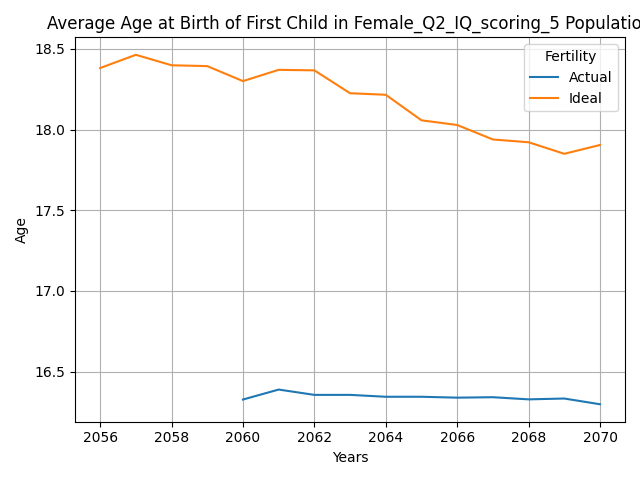 Average Age at Birth of First Child in Female_Q2_IQ_scoring_5 Populatio
Fertility
Actual
Ideal
18.5
18.0
17.5
17.0
16.5
Age
2056 2058 2060 2062 2064 2066 2068 2070
Years